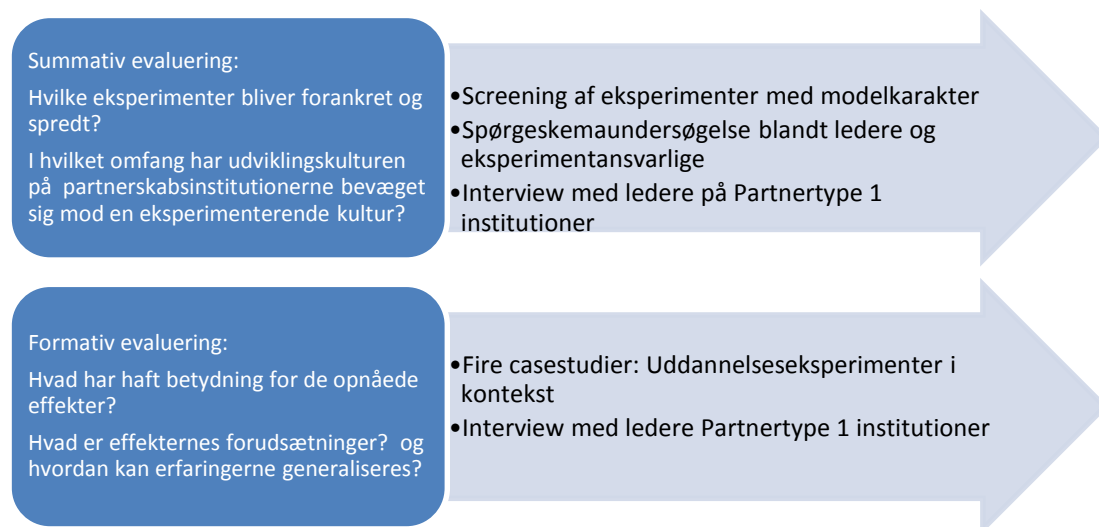 Summativ evaluering:
Hvilke eksperimenter bliver forankret og
spredt?
I hvilket omfang har udviklingskulturen
på partnerskabsinstitutionerne bevæget
sig mod en eksperimenterende kultur?
•Screening af eksperimenter med modelkarakter
•Spørgeskemaundersøgelse blandt ledere og
eksperimentansvarlige
•Interview med ledere på Partnertype 1
institutioner
Formativ evaluering:
Hvad har haft betydning for de opnåede
effekter?
Hvad er effekternes forudsætninger? og
hvordan kan erfaringerne generaliseres?
•Fire casestudier: Uddannelseseksperimenter i
kontekst
•Interview med ledere Partnertype 1 institutioner